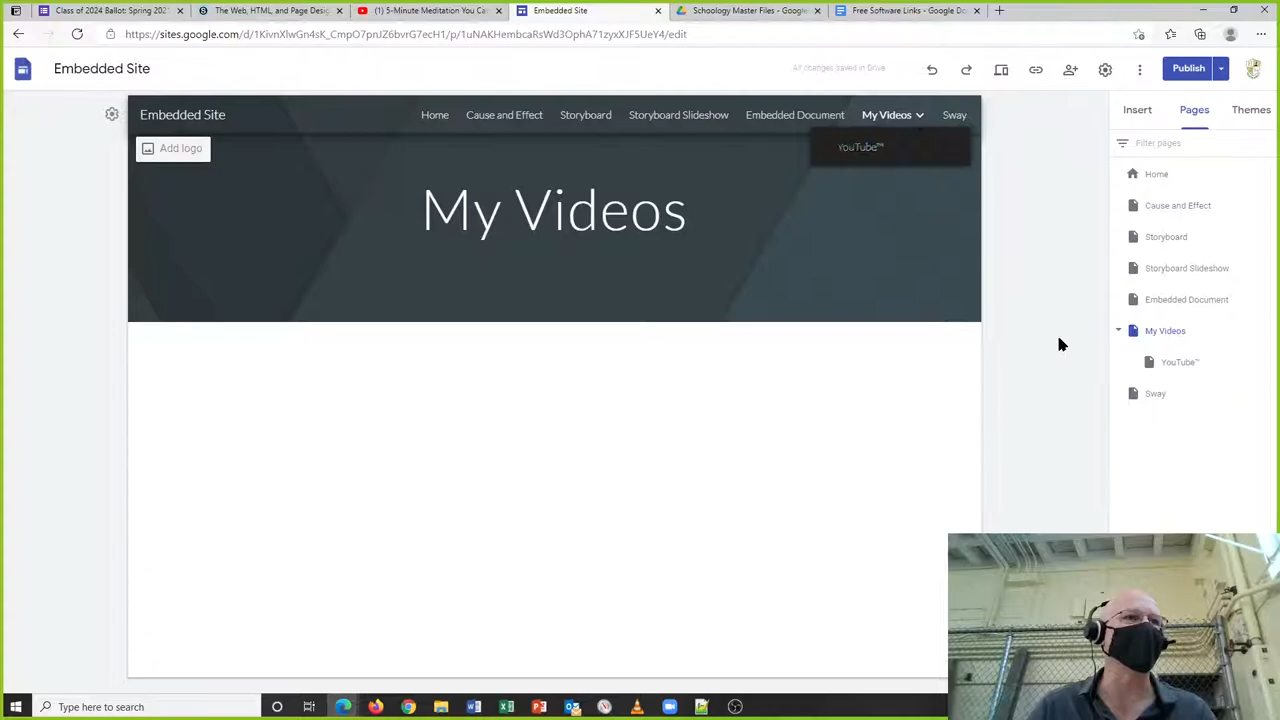 Class of 2024 Ballot: Spring 2021
The Web, HTML, and Page Desig
(1) 5-Minute Meditation You Can
Embedded Site
Schoology Master Files - Google
Free Software Links - Google Do
https://sites.google.com/d/1KivnXlwGn4sK_CmpO7pnJZ6bvrG7ecH1/p/1uNAKHembcaRsWd3OphA71zyxXJF5UeY4/edit
Embedded Site
All changes saved in Drive
Publish
Embedded Site
Home
Cause and Effect
Storyboard
Storyboard Slideshow
Embedded Document
My Videos
Sway
Insert
Pages
Themes
Add logo
YouTube™
Filter pages
My Videos
Home
Cause and Effect
Storyboard
Storyboard Slideshow
Embedded Document
My Videos
YouTube™
Sway
Type here to search